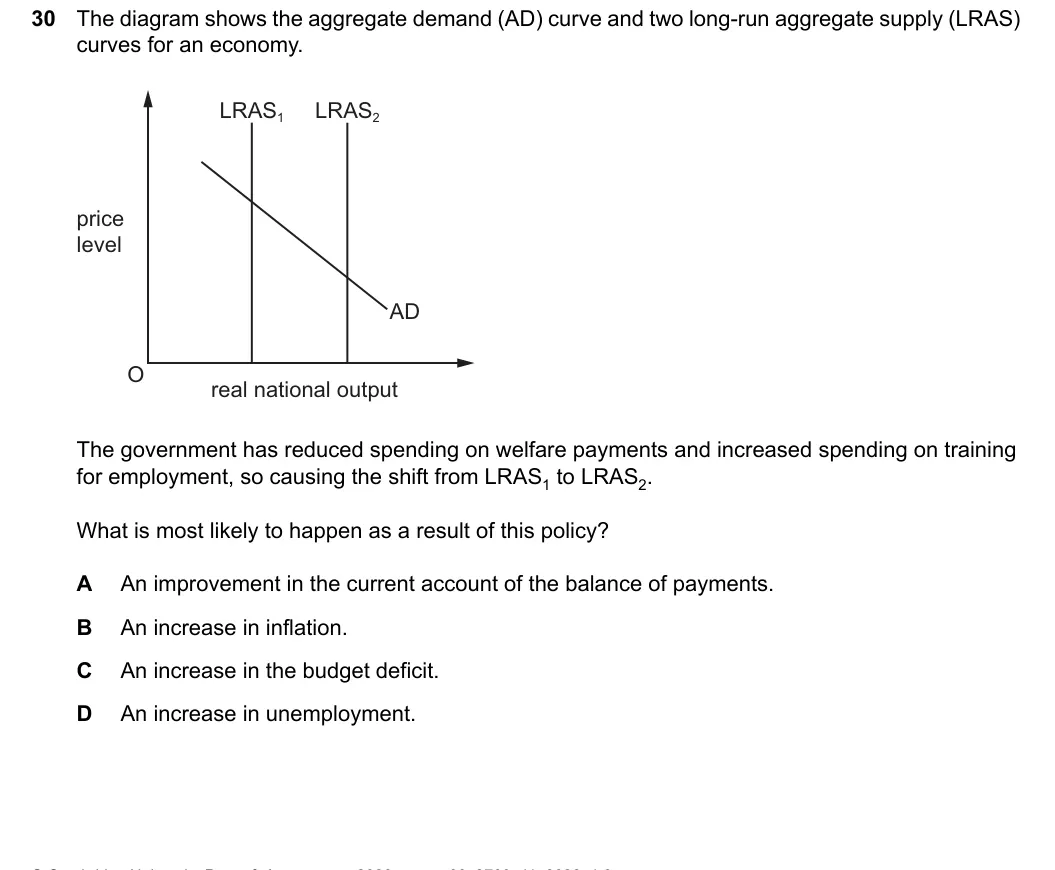 30 The diagram shows the aggregate demand (AD) curve and two long-run aggregate supply (LRAS)
curves for an economy.
LRAS1 LRAS2
price
level
AD
O
real national output
The government has reduced spending on welfare payments and increased spending on training
for employment, so causing the shift from LRAS1 to LRAS2.
What is most likely to happen as a result of this policy?
A An improvement in the current account of the balance of payments.
B An increase in inflation.
C An increase in the budget deficit.
D An increase in unemployment.